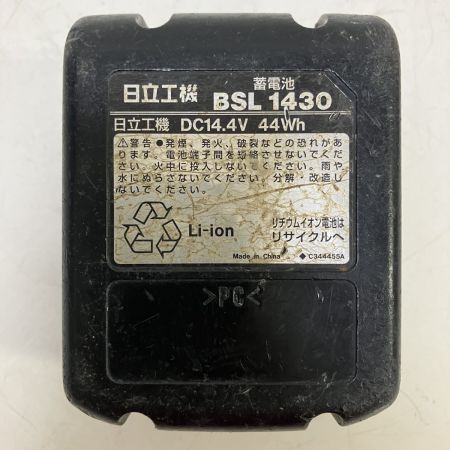 蓄電池
日立工機 BSL 1430
日立工機 DC14.4V 44Wh
⚠警告 ●発煙、発火、破裂などの恐れがあ
ります。電池端子間を短絡させないでくだ
さい。火中に投入しないでください。雨や
水にぬらさないでください。分解・改造し
ないでください。
Li-ion
リチウムイオン電池は
リサイクルへ
Made in China ◆C344455A
>PC<